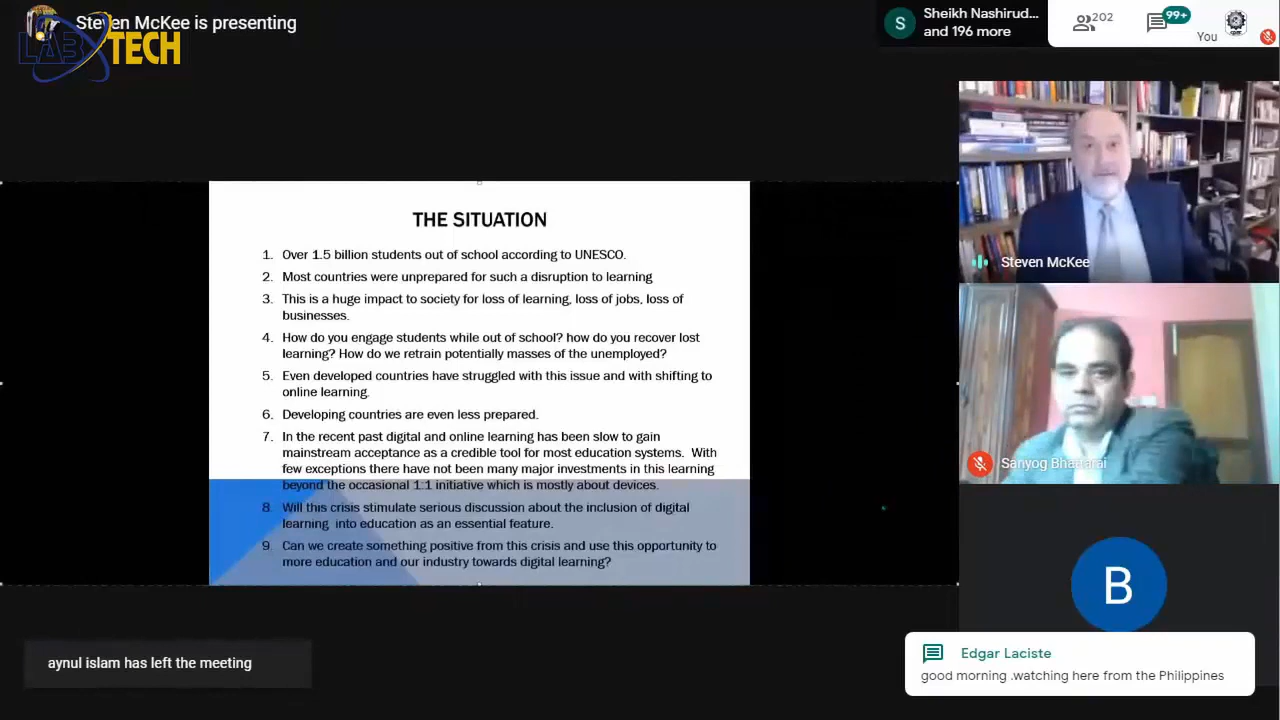 Steven McKee is presenting
LAB TECH
S
Sheikh Nashirud...
and 196 more
202
99+
You
THE SITUATION
1. Over 1.5 billion students out of school according to UNESCO.
2. Most countries were unprepared for such a disruption to learning
3. This is a huge impact to society for loss of learning, loss of jobs, loss of
businesses.
4. How do you engage students while out of school? how do you recover lost
learning? How do we retrain potentially masses of the unemployed?
5. Even developed countries have struggled with this issue and with shifting to
online learning.
6. Developing countries are even less prepared.
7. In the recent past digital and online learning has been slow to gain
mainstream acceptance as a credible tool for most education systems. With
few exceptions there have not been many major investments in this learning
beyond the occasional 1:1 initiative which is mostly about devices.
8. Will this crisis stimulate serious discussion about the inclusion of digital
learning into education as an essential feature.
9. Can we create something positive from this crisis and use this opportunity to
more education and our industry towards digital learning?
Steven McKee
Sanyog Bhattarai
B
aynul islam has left the meeting
Edgar Laciste
good morning .watching here from the Philippines